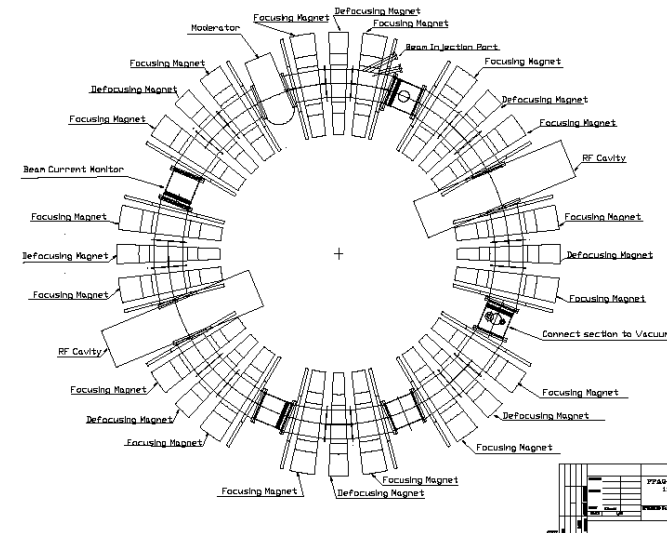 Defocusing Magnet
Focusing Magnet
Focusing Magnet
Moderator
Beam Injection Port
Focusing Magnet
Focusing Magnet
Defocusing Magnet
Defocusing Magnet
Focusing Magnet
Focusing Magnet
RF Cavity
Beam Current Monitor
Focusing Magnet
Focusing Magnet
Defocusing Magnet
Defocusing Magnet
Focusing Magnet
Focusing Magnet
Connect section to Vacuum
RF Cavity
Focusing Magnet
Focusing Magnet
Defocusing Magnet
Defocusing Magnet
Focusing Magnet
Focusing Magnet
Focusing Magnet
Focusing Magnet
Defocusing Magnet
FFAG